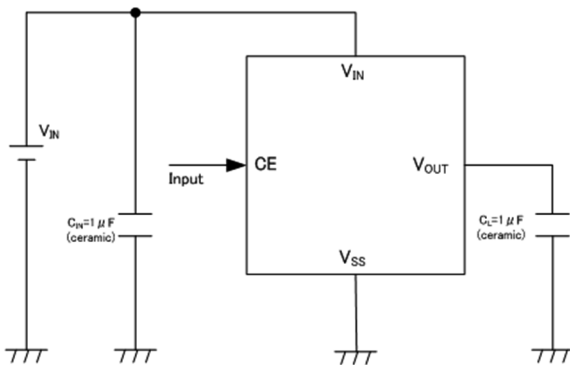 VIN
VIN
Input
CE
VOUT
CIN=1μF
(ceramic)
CL=1μF
(ceramic)
VSS